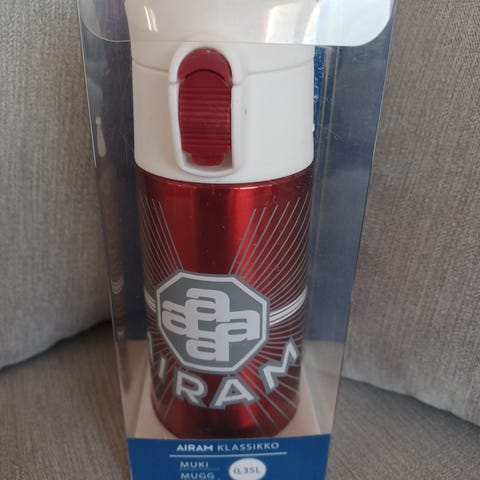 a
a a
a
AIRAM
AIRAM KLASSIKKO
MUKI
MUGG
0,35L